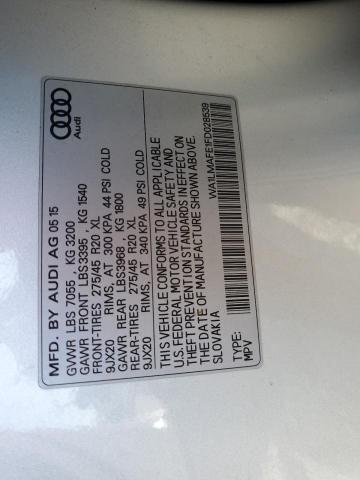 Audi
MFD. BY AUDI AG 05 15
GVWR LBS 7055 , KG 3200
GAWR FRONT LBS3395 , KG 1540
FRONT-TIRES 275/45 R20 XL
9JX20 RIMS, AT 300 KPA 44 PSI COLD
GAWR REAR LBS3968 , KG 1800
REAR-TIRES 275/45 R20 XL
9JX20 RIMS, AT 340 KPA 49 PSI COLD
THIS VEHICLE CONFORMS TO ALL APPLICABLE
U.S. FEDERAL MOTOR VEHICLE SAFETY AND
THEFT PREVENTION STANDARDS IN EFFECT ON
THE DATE OF MANUFACTURE SHOWN ABOVE.
SLOVAKIA
WA1LMAFE1FD028539
TYPE:
MPV